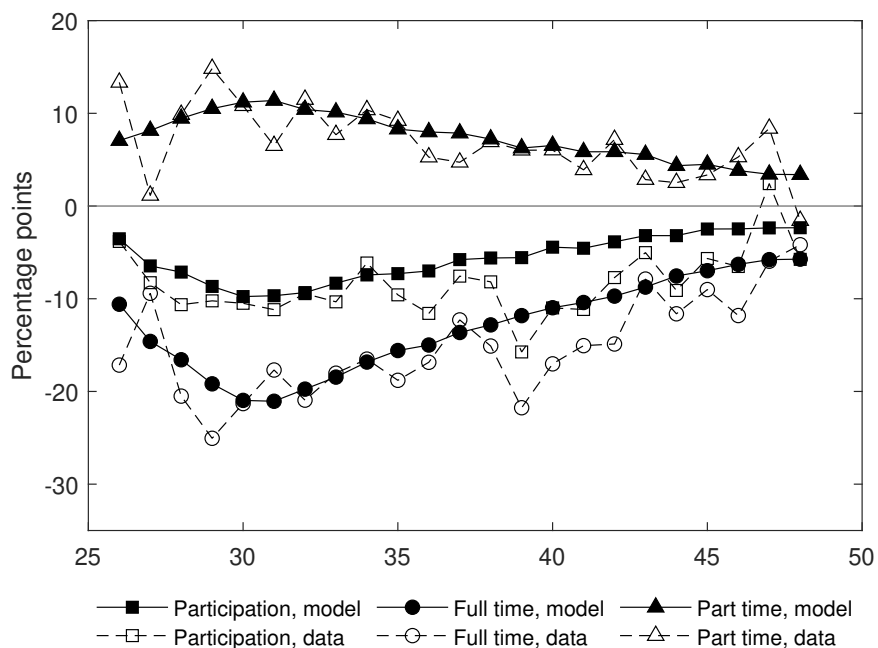 20
10
0
-10
-20
-30
Percentage points
25 30 35 40 45 50
Participation, model Full time, model Part time, model
Participation, data Full time, data Part time, data